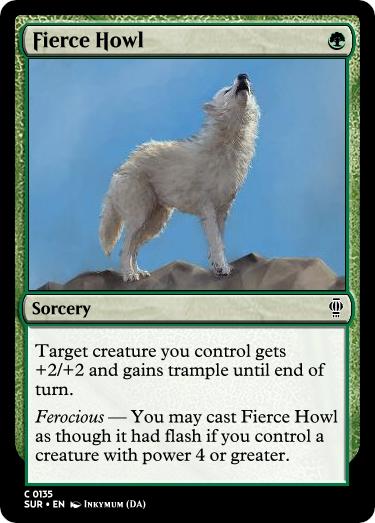 Fierce Howl
Sorcery
Target creature you control gets
+2/+2 and gains trample until end of
turn.
Ferocious — You may cast Fierce Howl
as though it had flash if you control a
creature with power 4 or greater.
C 0135
SUR • EN Inkymum (DA)